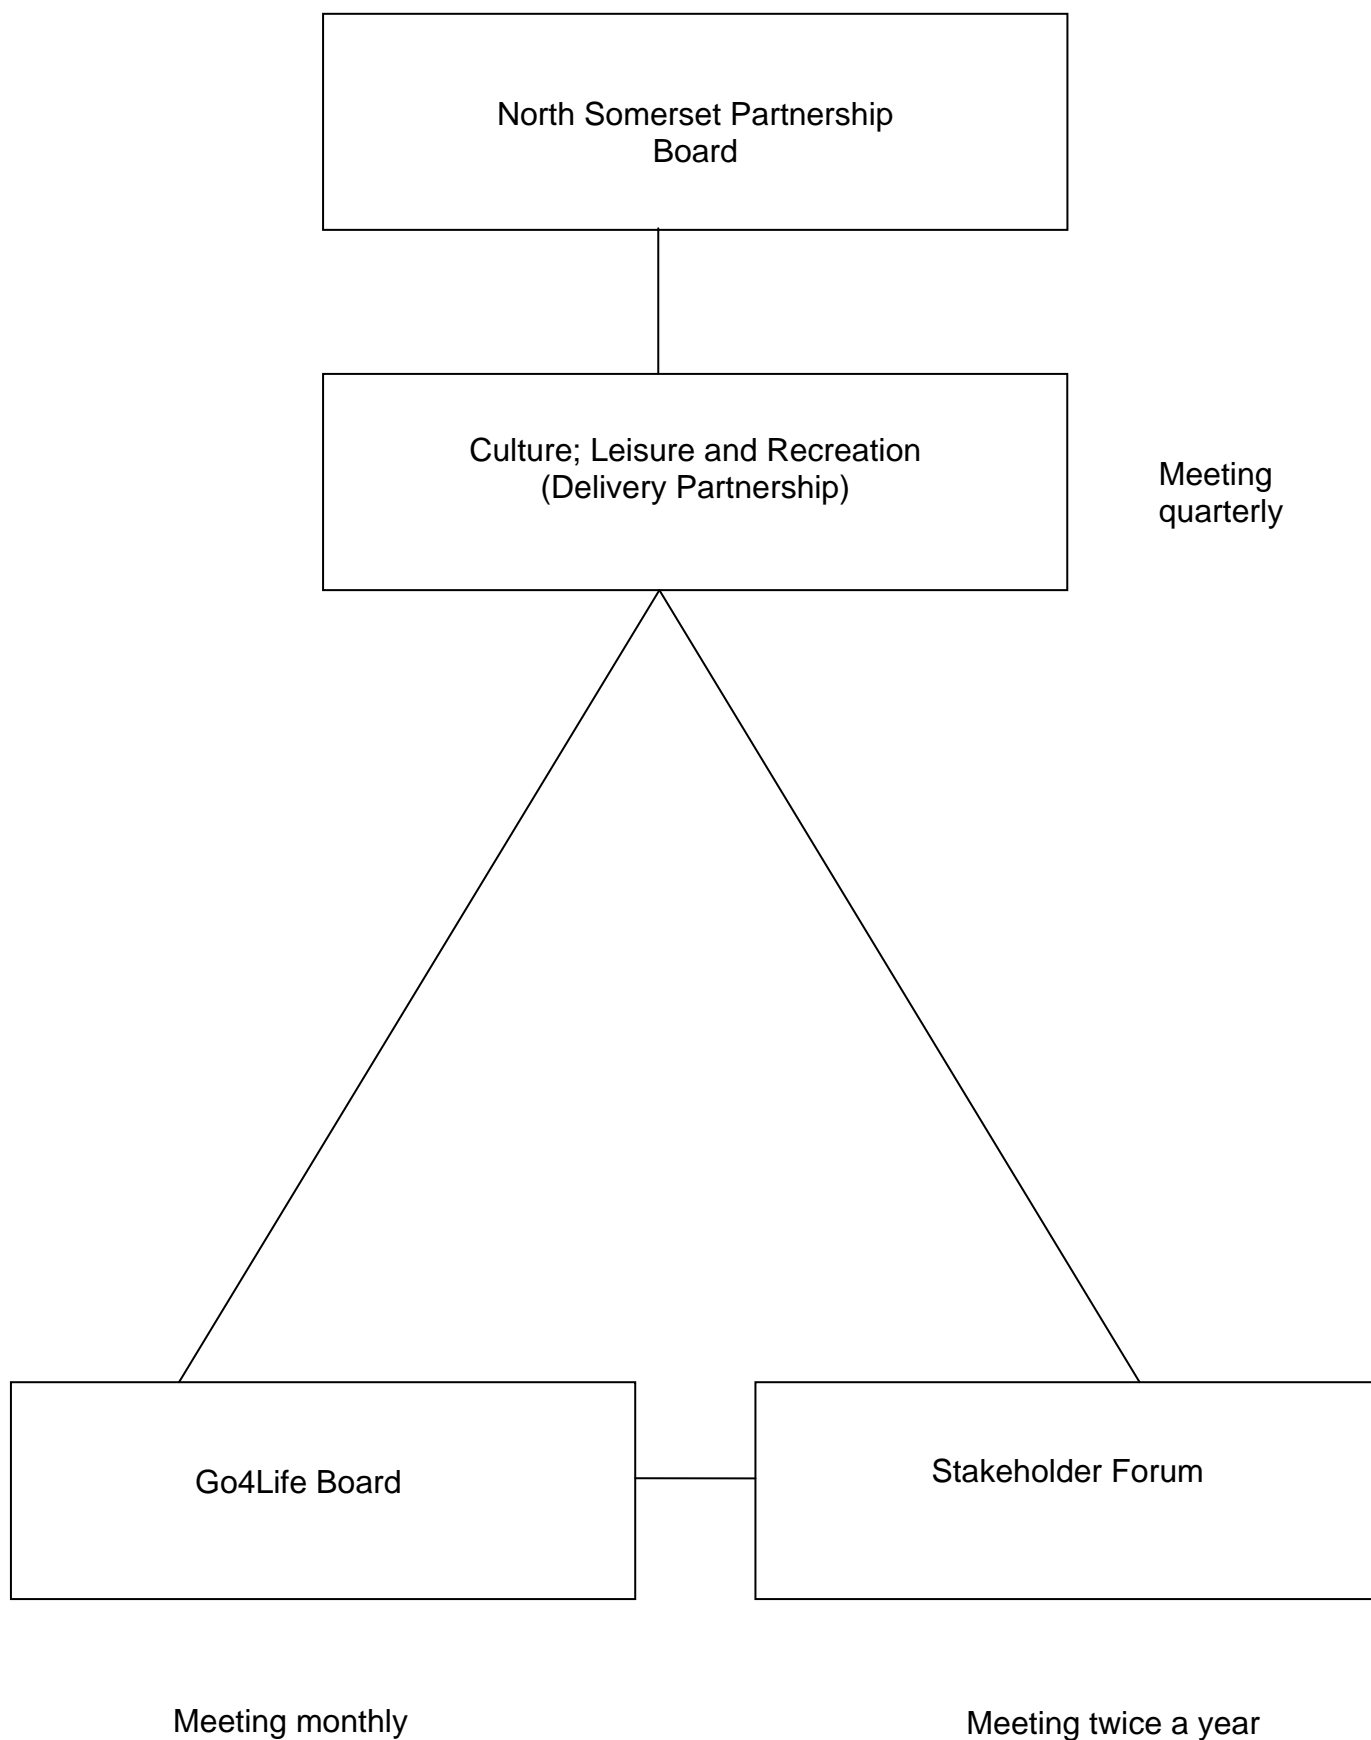 North Somerset Partnership
Board
Culture; Leisure and Recreation
(Delivery Partnership)
Meeting
quarterly
Go4Life Board
Stakeholder Forum
Meeting monthly
Meeting twice a year